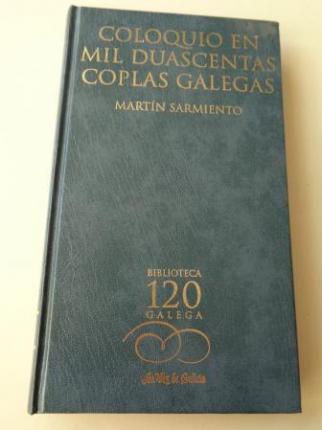 COLOQUIO EN
MIL DUASCENTAS
COPLAS GALEGAS
MARTÍN SARMIENTO
BIBLIOTECA
120
GALEGA
La Voz de Galicia